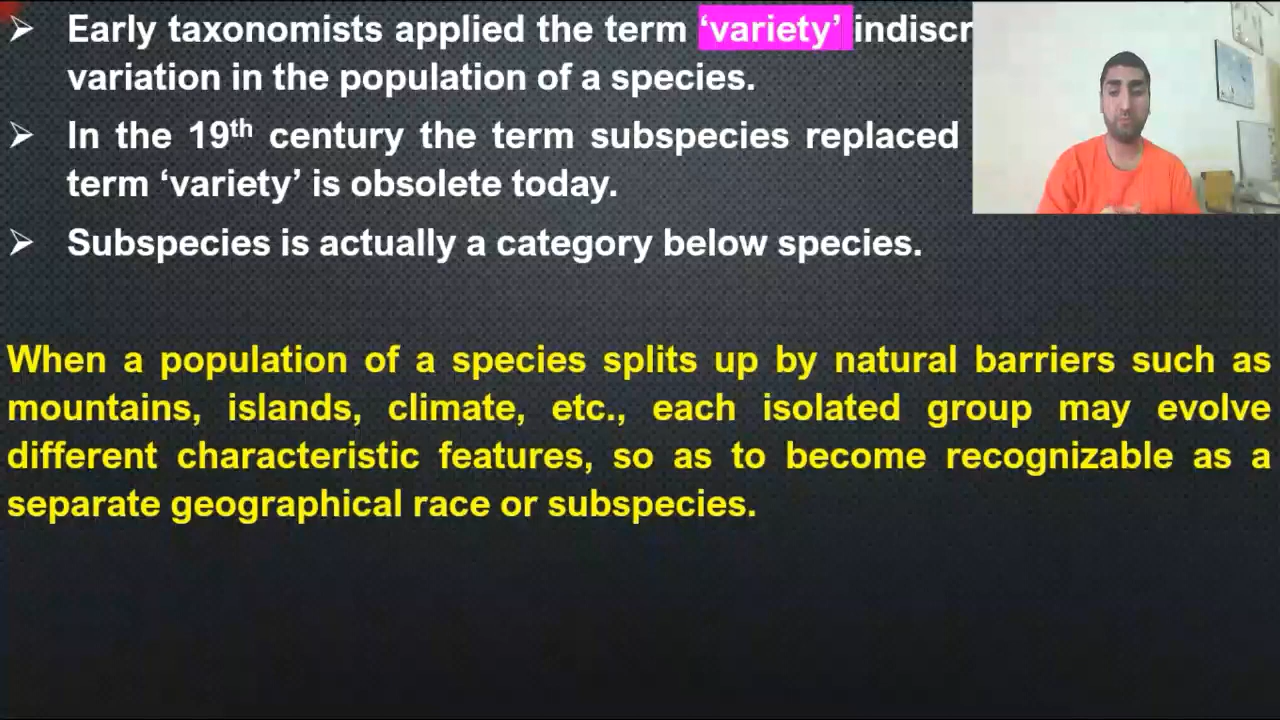 ➢ Early taxonomists applied the term ‘variety’ indiscr
variation in the population of a species.
➢ In the 19th century the term subspecies replaced
term ‘variety’ is obsolete today.
➢ Subspecies is actually a category below species.
When a population of a species splits up by natural barriers such as
mountains, islands, climate, etc., each isolated group may evolve
different characteristic features, so as to become recognizable as a
separate geographical race or subspecies.